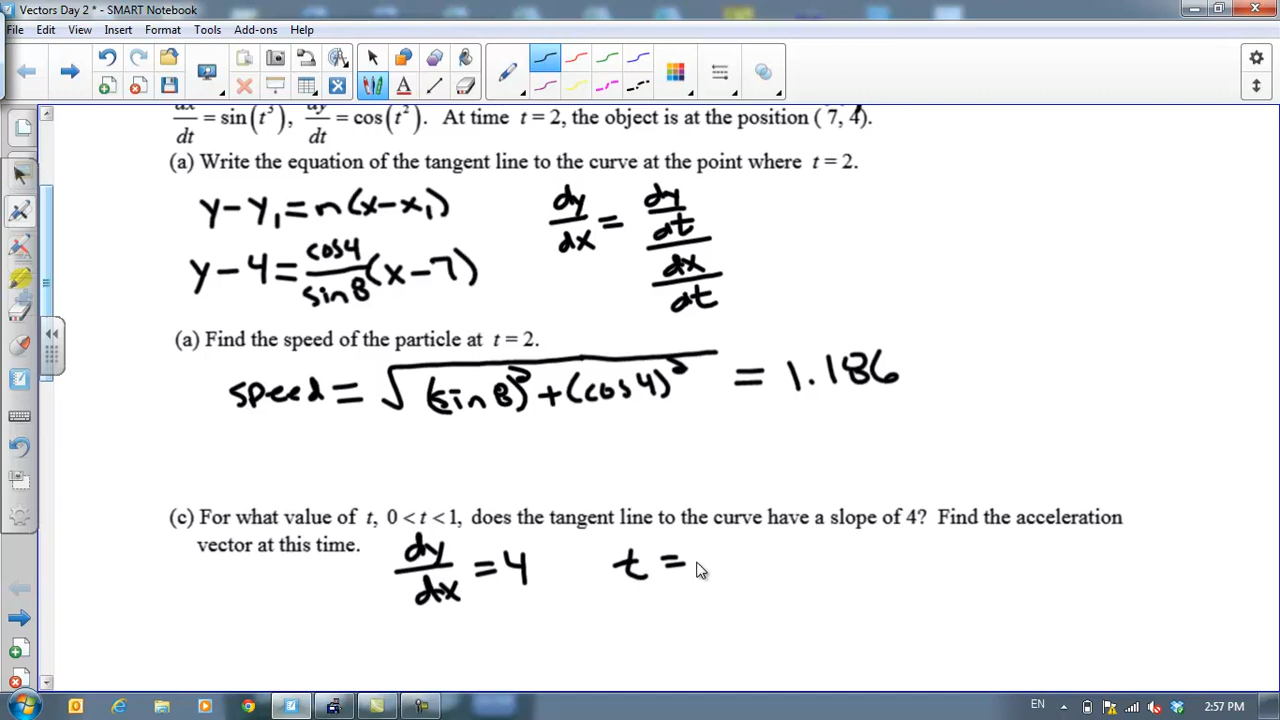 Vectors Day 2 * - SMART Notebook
File Edit View Insert Format Tools Add-ons Help
dx/dt = sin(t³), dy/dt = cos(t²). At time t = 2, the object is at the position (7, 4).
(a) Write the equation of the tangent line to the curve at the point where t = 2.
y-y₁=m(x-x₁)
dy/dx = (dy/dt)/(dx/dt)
y-4=cos4/sin8(x-7)
(a) Find the speed of the particle at t = 2.
speed = √((sin8)²+(cos4)²) = 1.186
(c) For what value of t, 0 < t < 1, does the tangent line to the curve have a slope of 4? Find the acceleration
vector at this time.
dy/dx = 4 t =
EN 2:57 PM